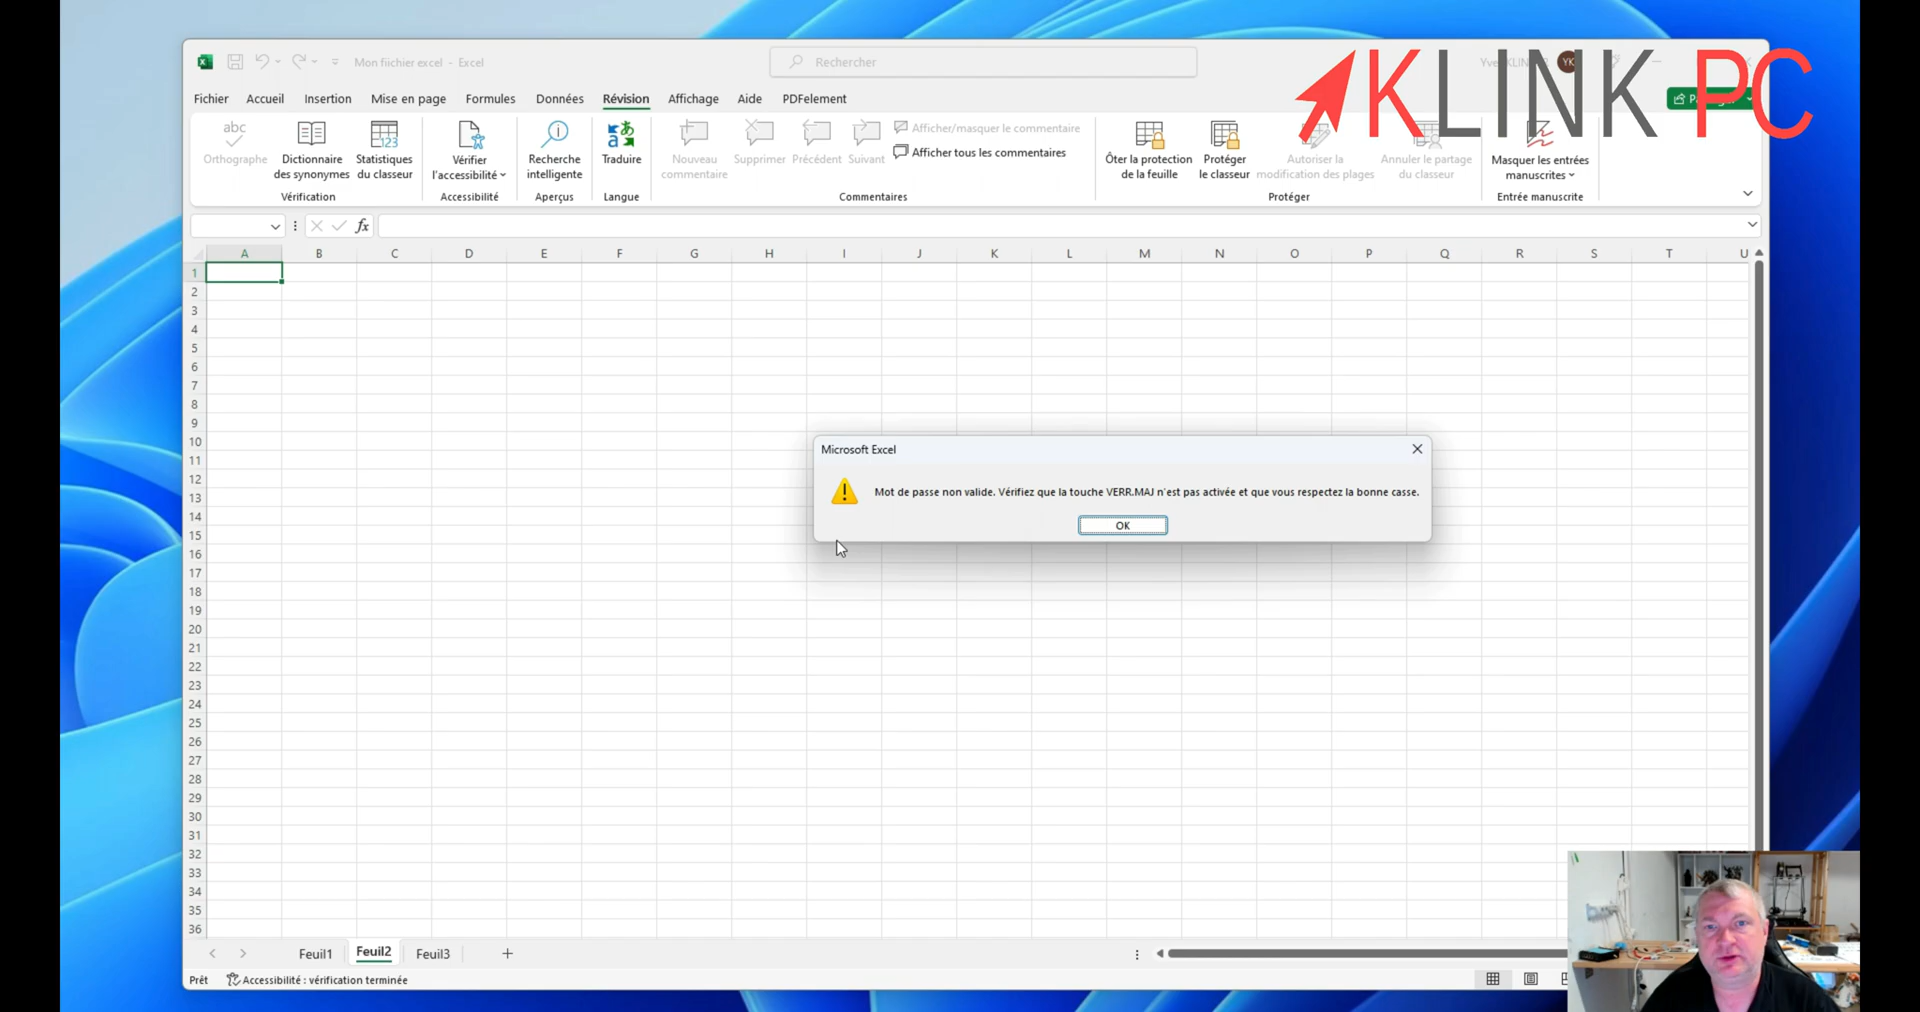 Mon fiichier excel - Excel
Rechercher
YK
KLINK PC
Fichier Accueil Insertion Mise en page Formules Données Révision Affichage Aide PDFelement
abc
Orthographe
Dictionnaire
des synonymes
123
Statistiques
du classeur
Vérification
Vérifier
l'accessibilité
Accessibilité
Recherche
intelligente
Aperçus
Traduire
Langue
Nouveau
commentaire
Supprimer
Précédent
Suivant
Afficher/masquer le commentaire
Afficher tous les commentaires
Commentaires
Ôter la protection
de la feuille
Protéger
le classeur
Autoriser la
modification des plages
Annuler le partage
du classeur
Protéger
Masquer les entrées
manuscrites
Entrée manuscrite
fx
A B C D E F G H I J K L M N O P Q R S T U
1
2
3
4
5
6
7
8
9
10
11
12
13
14
15
16
17
18
19
20
21
22
23
24
25
26
27
28
29
30
31
32
33
34
35
36
Microsoft Excel
Mot de passe non valide. Vérifiez que la touche VERR.MAJ n'est pas activée et que vous respectez la bonne casse.
OK
Feuil1 Feuil2 Feuil3
Prêt Accessibilité : vérification terminée